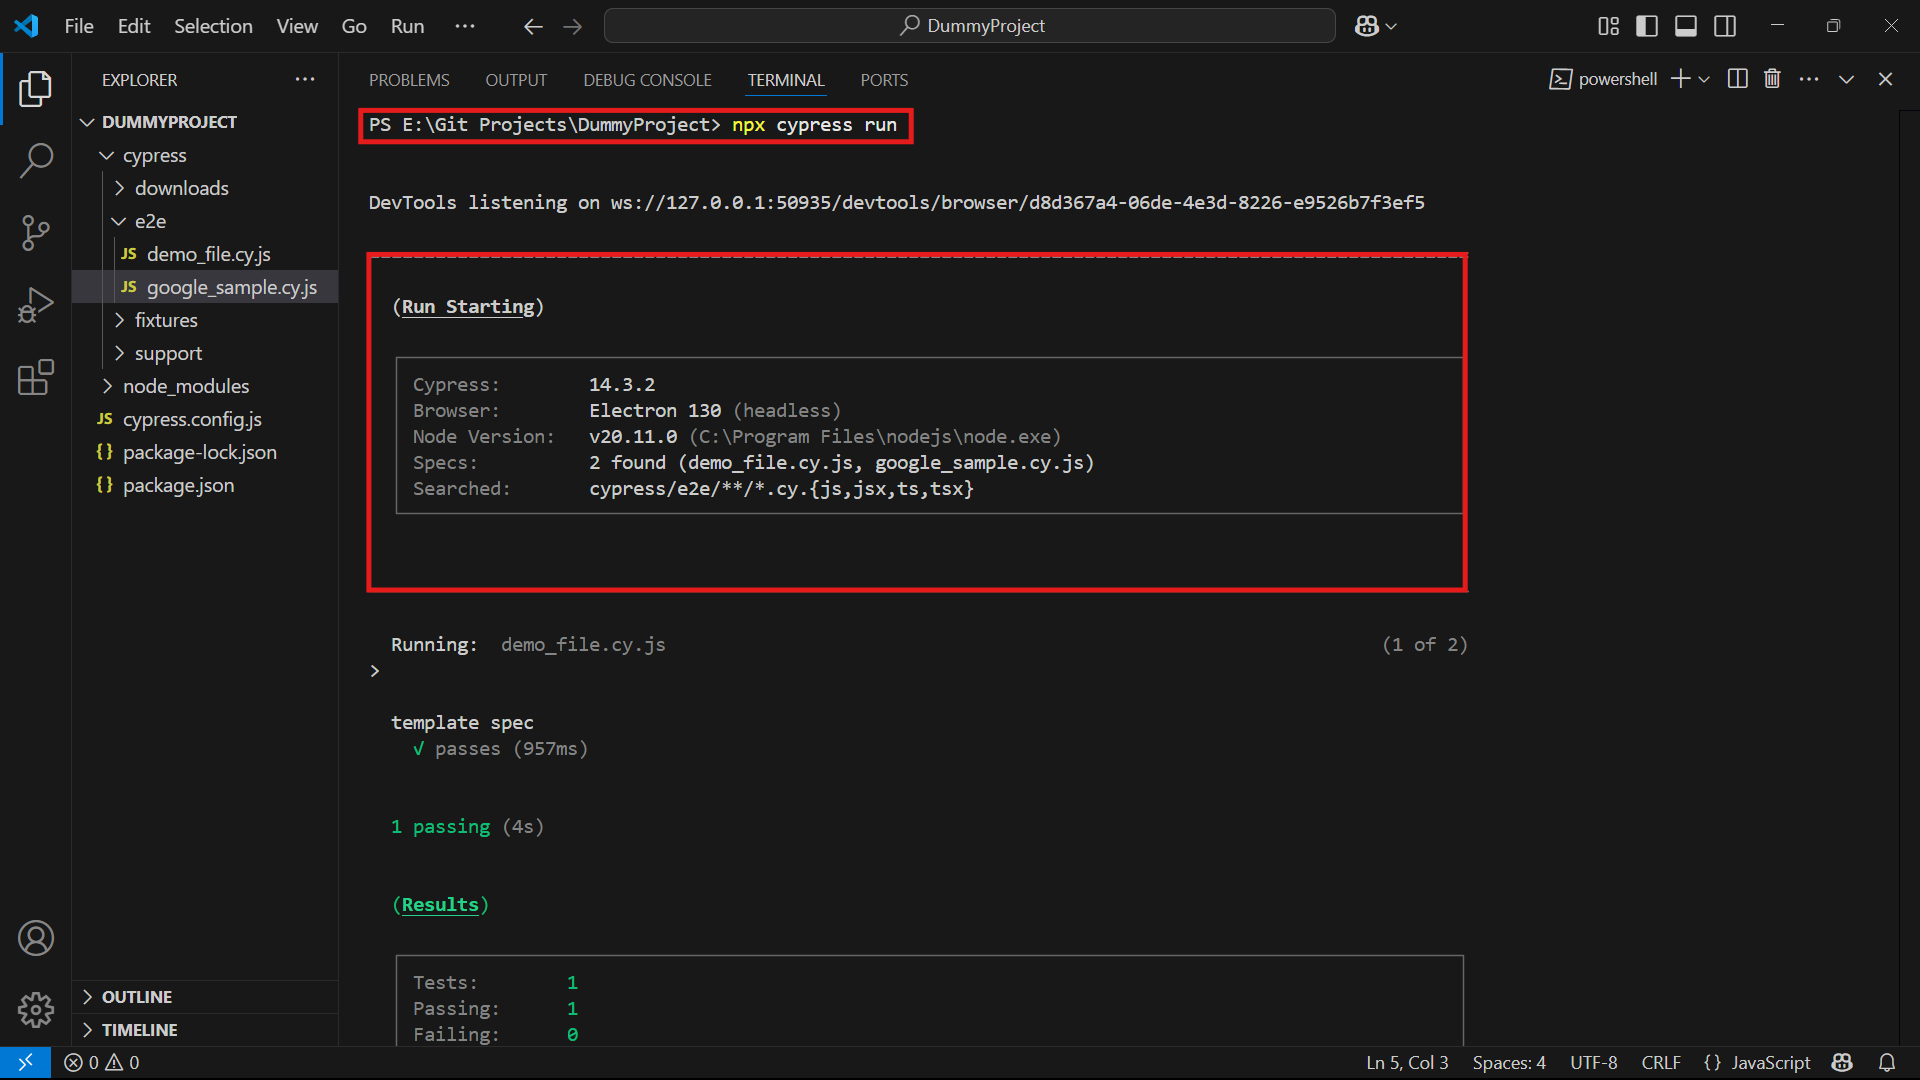 File Edit Selection View Go Run ··· DummyProject
EXPLORER ···
DUMMYPROJECT
cypress
downloads
e2e
JS demo_file.cy.js
JS google_sample.cy.js
fixtures
support
node_modules
JS cypress.config.js
{} package-lock.json
{} package.json
OUTLINE
TIMELINE
PROBLEMS OUTPUT DEBUG CONSOLE TERMINAL PORTS powershell
PS E:\Git Projects\DummyProject> npx cypress run
DevTools listening on ws://127.0.0.1:50935/devtools/browser/d8d367a4-06de-4e3d-8226-e9526b7f3ef5
(Run Starting)
Cypress: 14.3.2
Browser: Electron 130 (headless)
Node Version: v20.11.0 (C:\Program Files\nodejs\node.exe)
Specs: 2 found (demo_file.cy.js, google_sample.cy.js)
Searched: cypress/e2e/**/*.cy.{js,jsx,ts,tsx}
Running: demo_file.cy.js (1 of 2)
>
template spec
√ passes (957ms)
1 passing (4s)
(Results)
Tests: 1
Passing: 1
Failing: 0
0 0 Ln 5, Col 3 Spaces: 4 UTF-8 CRLF {} JavaScript